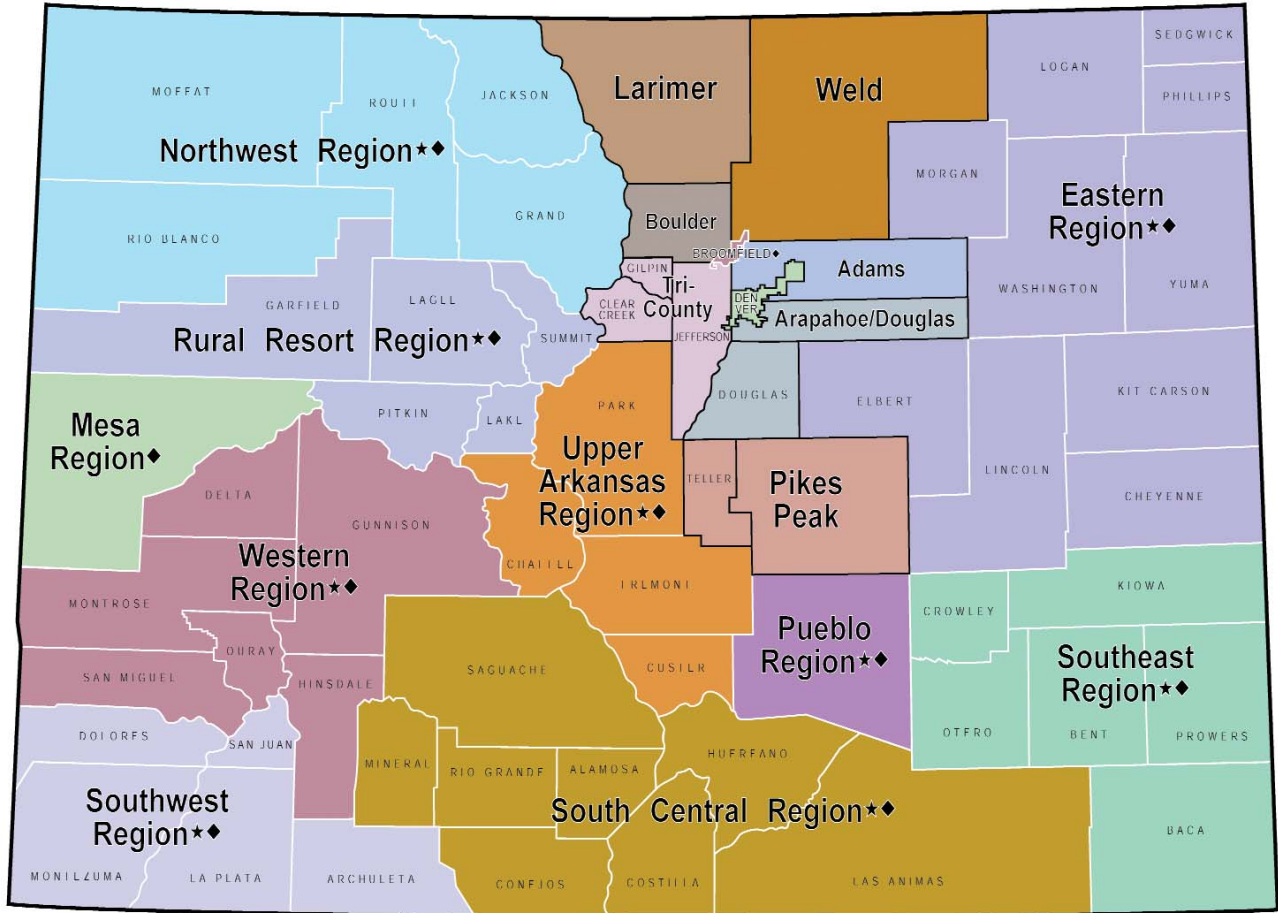 SEDGWICK
LOGAN
MOFFAT
ROUTT
JACKSON
Larimer
Weld
PHILLIPS
Northwest Region★◆
MORGAN
Eastern
Region★◆
GRAND
Boulder
RIO BLANCO
BROOMFIELD◆
GILPIN
Adams
Tri-
County
WASHINGTON
YUMA
GARFIELD
EAGLE
CLEAR
CREEK
DEN
VER
Arapahoe/Douglas
Rural Resort Region★◆
SUMMIT
JEFFERSON
PITKIN
LAKE
PARK
DOUGLAS
ELBERT
KIT CARSON
Mesa
Region◆
Upper
Arkansas
Region★◆
TELLER
Pikes
Peak
LINCOLN
CHEYENNE
DELTA
GUNNISON
Western
Region★◆
CHAFFEE
FREMONT
KIOWA
MONTROSE
CROWLEY
OURAY
Pueblo
Region★◆
Southeast
Region★◆
SAN MIGUEL
HINSDALE
SAGUACHE
CUSTER
DOLORES
SAN JUAN
OTERO
BENT
PROWERS
MINERAL
RIO GRANDE
ALAMOSA
HUERFANO
Southwest
Region★◆
South Central Region★◆
BACA
MONTEZUMA
LA PLATA
ARCHULETA
CONEJOS
COSTILLA
LAS ANIMAS